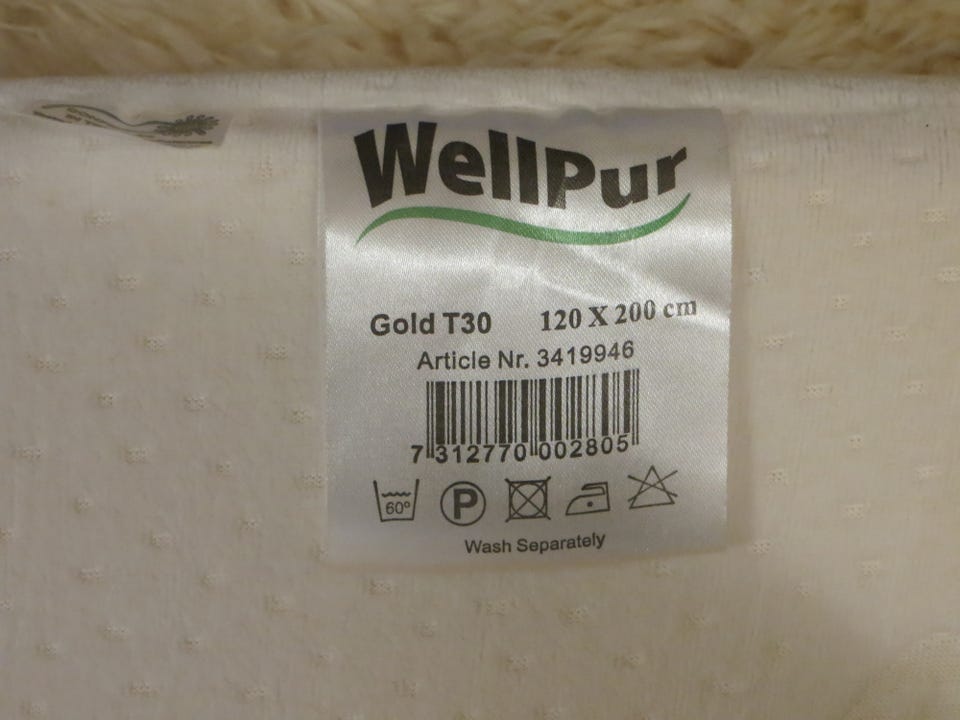 WellPur
Gold T30 120 X 200 cm
Article Nr. 3419946
7 312770 002805
60°
P
Wash Separately